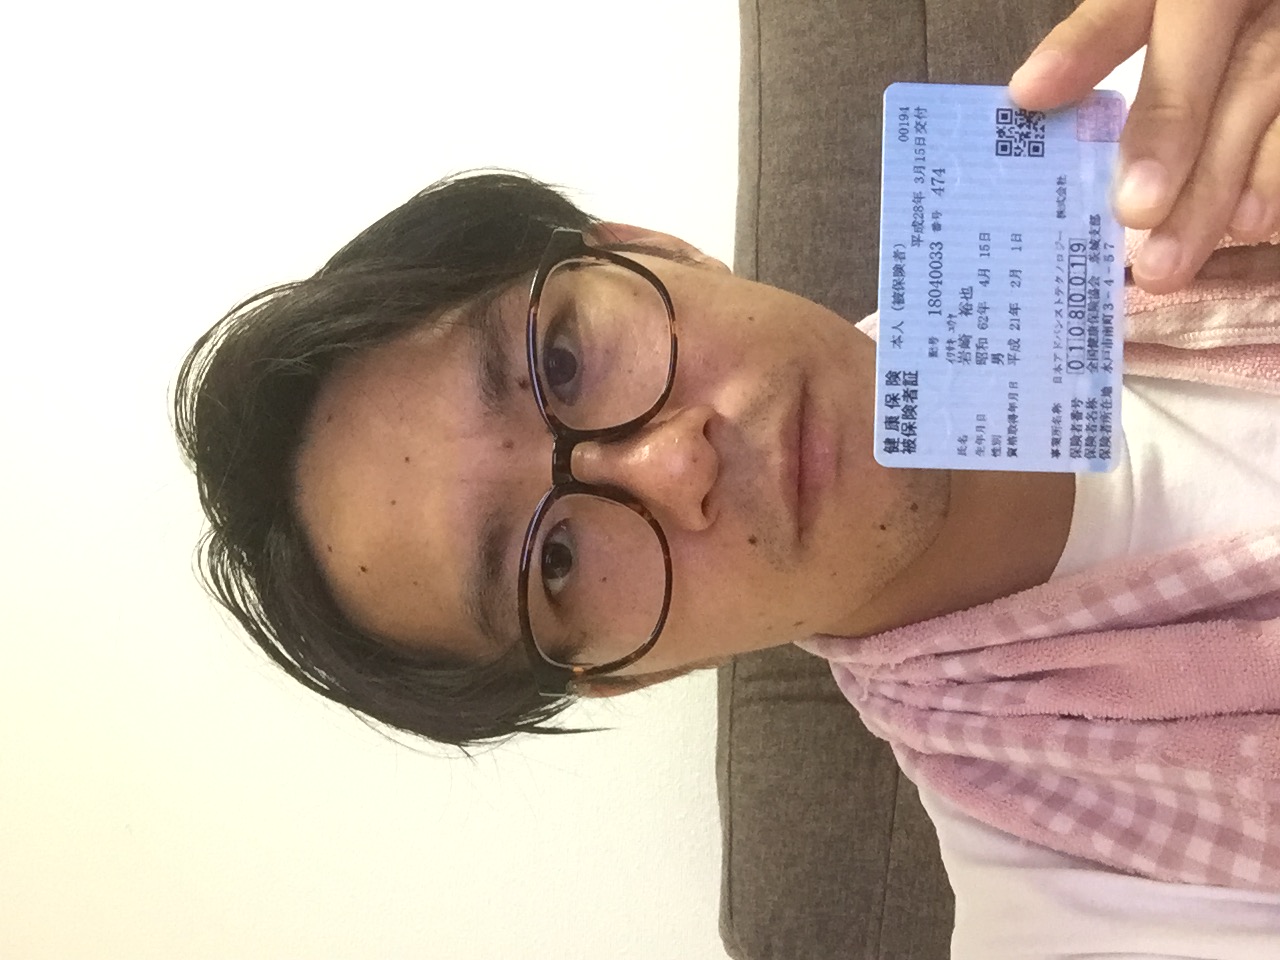 健康保険 本人（被保険者） 00194
被保険者証 平成28年 3月15日交付
記号 18040033 番号 474
イワサキ ユウヤ
氏名 岩崎 裕也
生年月日 昭和 62年 4月 15日
性別 男
資格取得年月日 平成 21年 2月 1日
事業所名称 日本アドバンストテクノロジー 株式会社
保険者番号 01080019
保険者名称 全国健康保険協会 茨城支部
保険者所在地 水戸市南町3-4-57